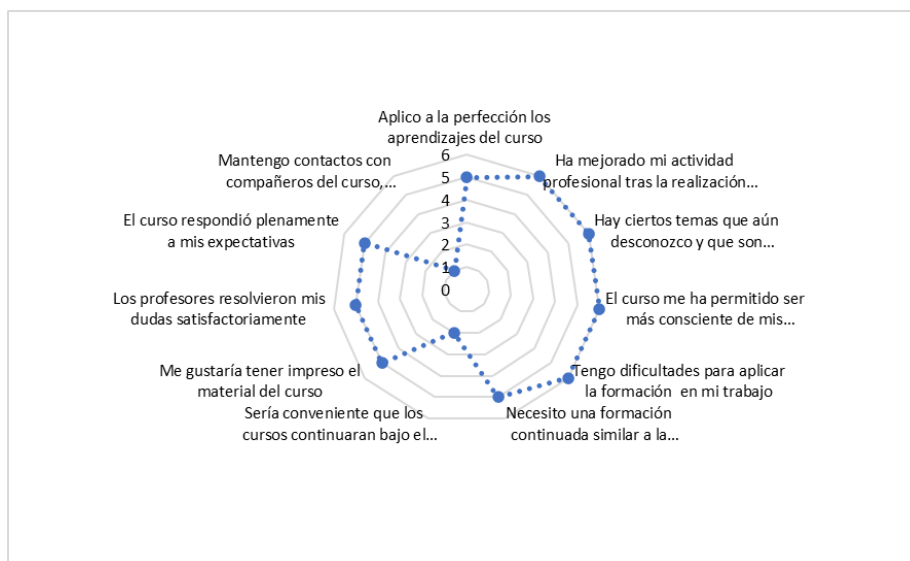 Aplico a la perfección los
aprendizajes del curso
Ha mejorado mi actividad
profesional tras la realización...
Hay ciertos temas que aún
desconozco y que son...
El curso me ha permitido ser
más consciente de mis...
Tengo dificultades para aplicar
la formación  en mi trabajo
Necesito una formación
continuada similar a la...
Sería conveniente que los
cursos continuaran bajo el...
Me gustaría tener impreso el
material del curso
Los profesores resolvieron mis
dudas satisfactoriamente
El curso respondió plenamente
a mis expectativas
Mantengo contactos con
compañeros del curso,...
6
5
4
3
2
1
0